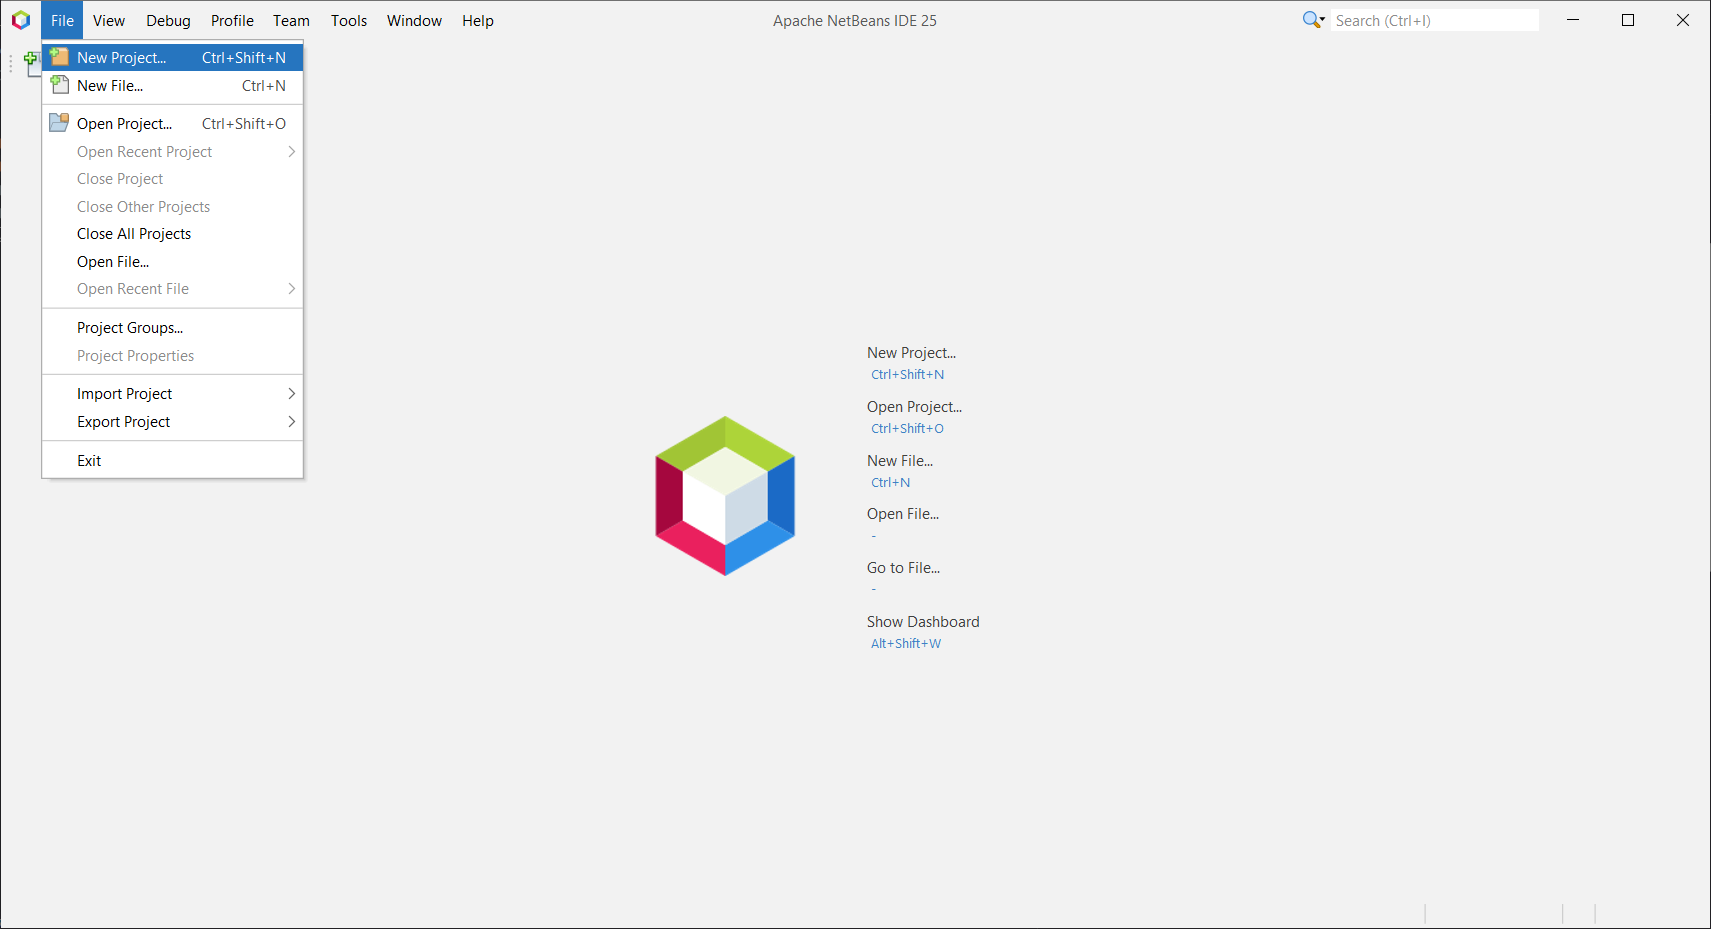 File View Debug Profile Team Tools Window Help Apache NetBeans IDE 25 Search (Ctrl+I)
New Project... Ctrl+Shift+N
New File... Ctrl+N
Open Project... Ctrl+Shift+O
Open Recent Project
Close Project
Close Other Projects
Close All Projects
Open File...
Open Recent File
Project Groups...
Project Properties
Import Project
Export Project
Exit
New Project...
Ctrl+Shift+N
Open Project...
Ctrl+Shift+O
New File...
Ctrl+N
Open File...
-
Go to File...
-
Show Dashboard
Alt+Shift+W